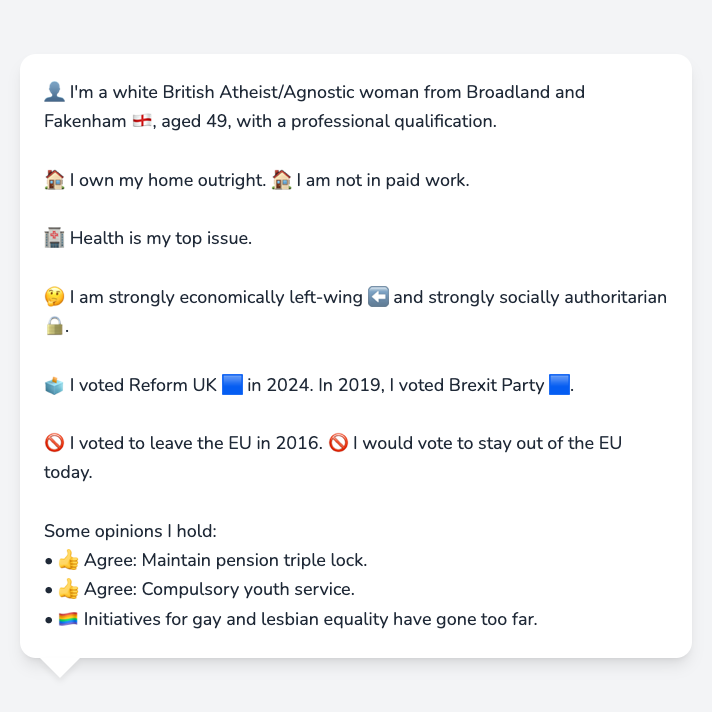 👤 I'm a white British Atheist/Agnostic woman from Broadland and
Fakenham 🏴󠁧󠁢󠁥󠁮󠁧󠁿, aged 49, with a professional qualification.
🏠 I own my home outright. 🏠 I am not in paid work.
🏥 Health is my top issue.
🤔 I am strongly economically left-wing ⬅️ and strongly socially authoritarian
🔒.
🗳️ I voted Reform UK 🟦 in 2024. In 2019, I voted Brexit Party 🟦.
🚫 I voted to leave the EU in 2016. 🚫 I would vote to stay out of the EU
today.
Some opinions I hold:
• 👍 Agree: Maintain pension triple lock.
• 👍 Agree: Compulsory youth service.
• 🏳️‍🌈 Initiatives for gay and lesbian equality have gone too far.